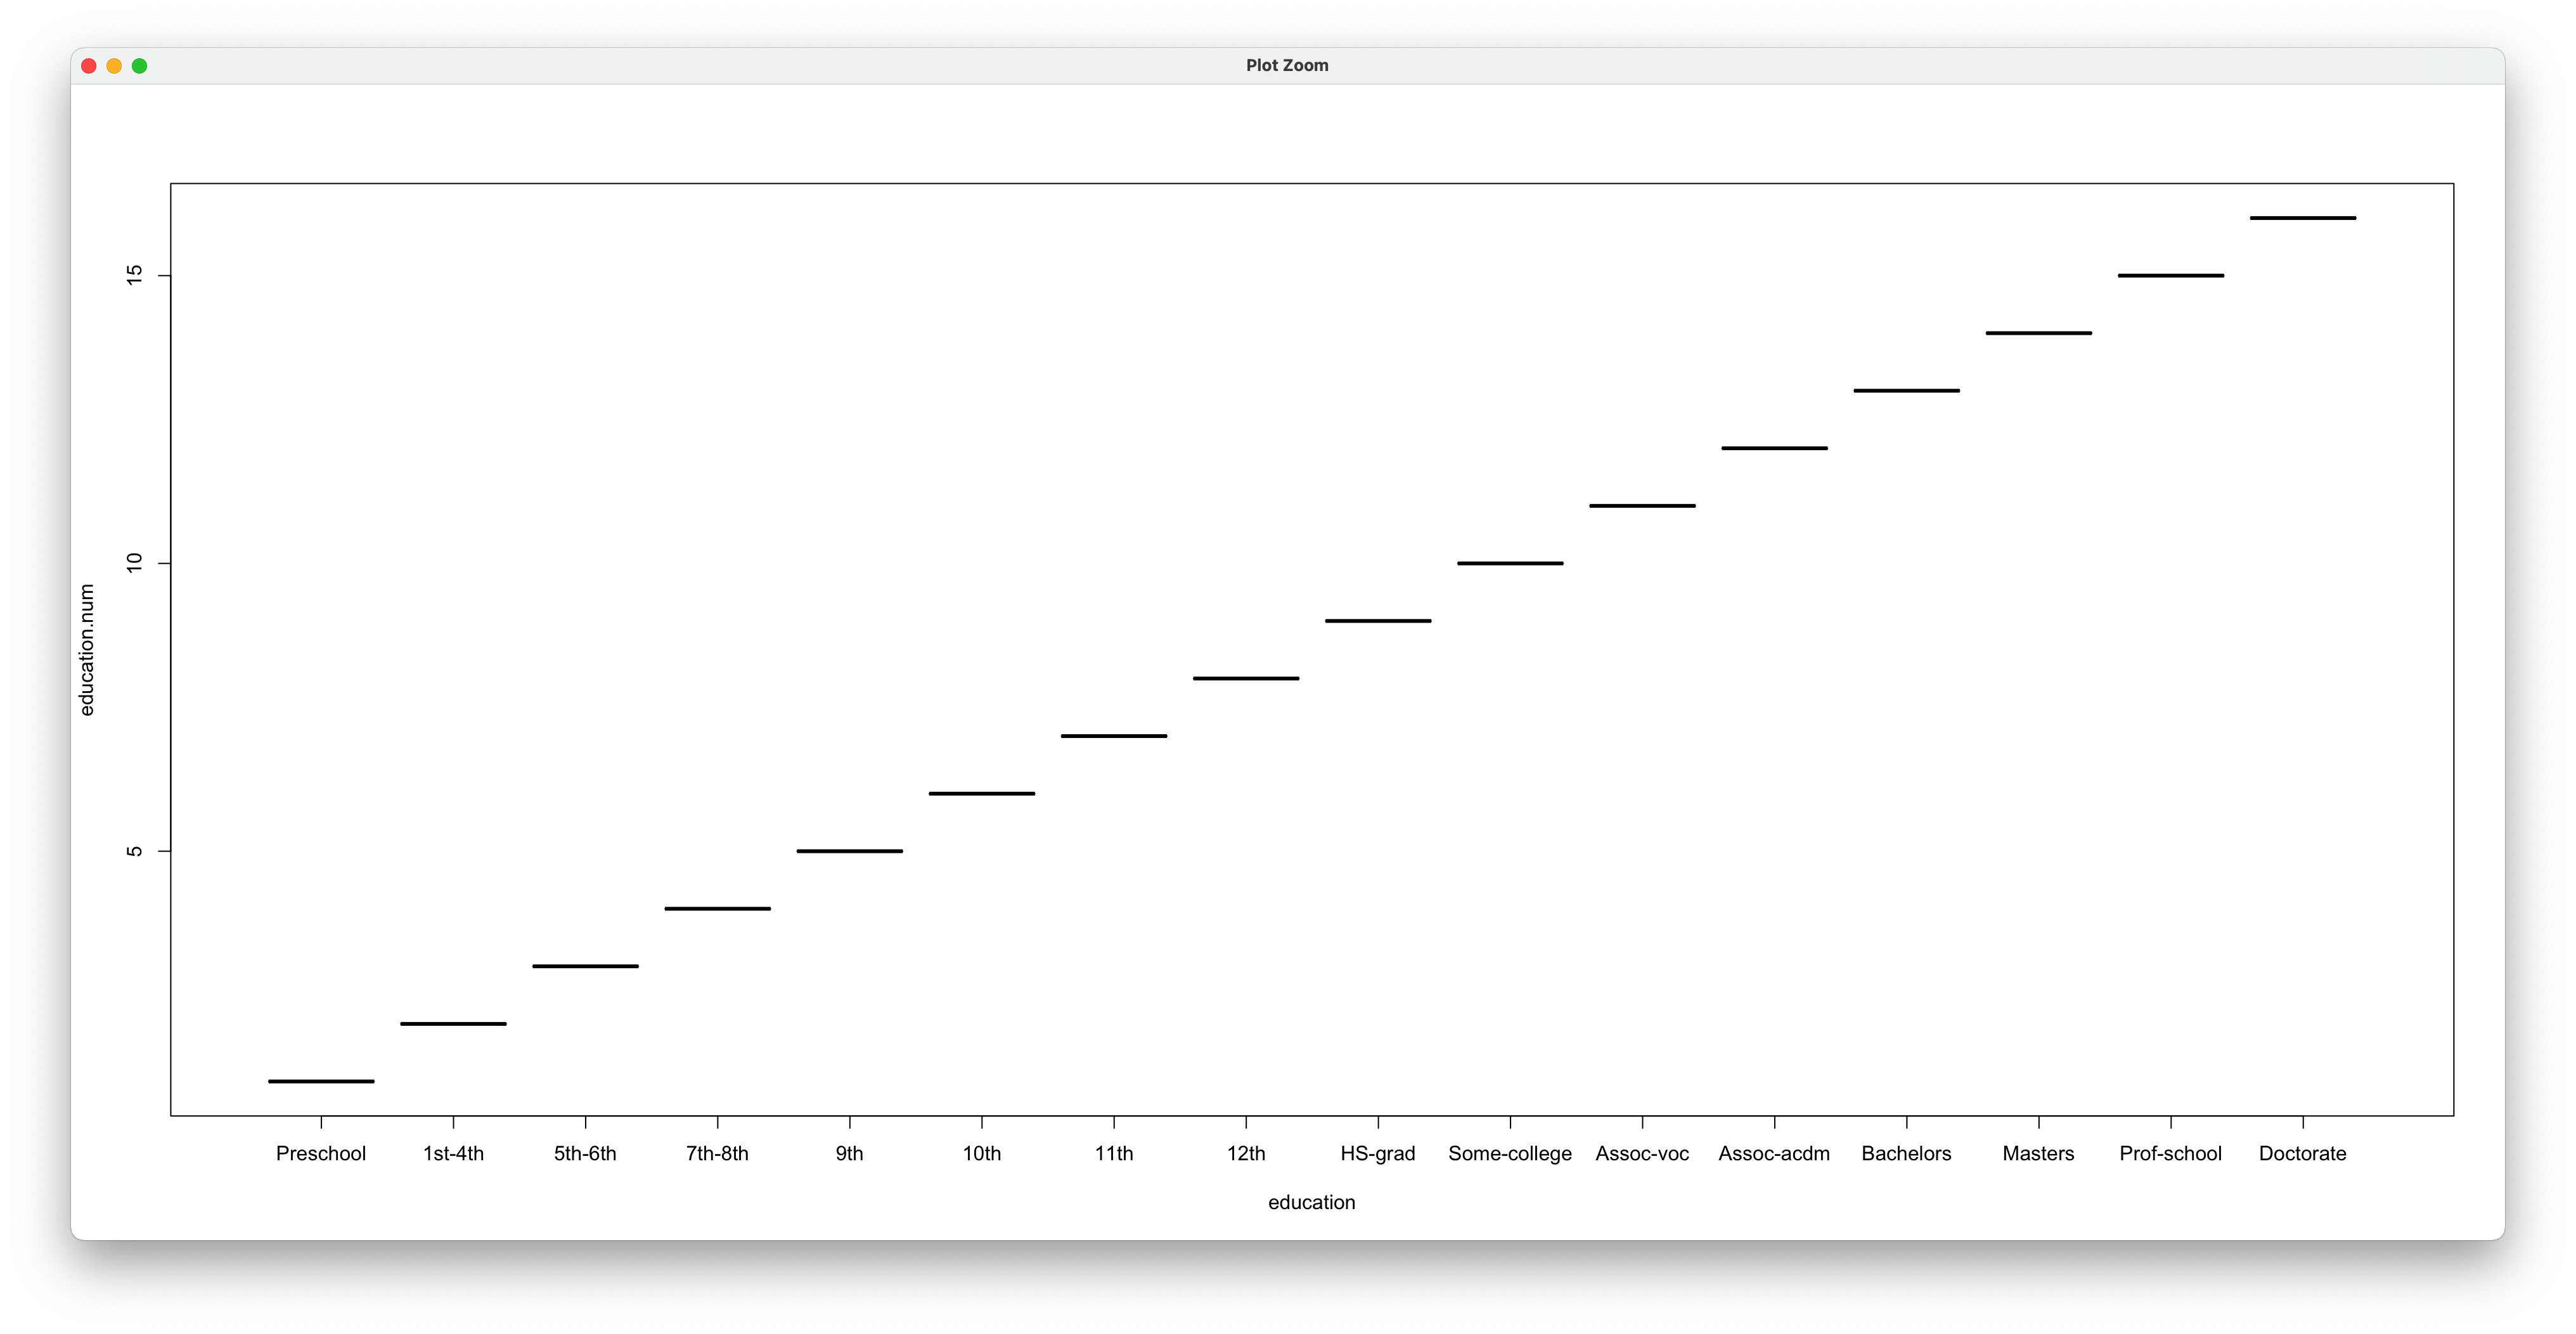 Plot Zoom
15
10
5
education.num
Preschool 1st-4th 5th-6th 7th-8th 9th 10th 11th 12th HS-grad Some-college Assoc-voc Assoc-acdm Bachelors Masters Prof-school Doctorate
education